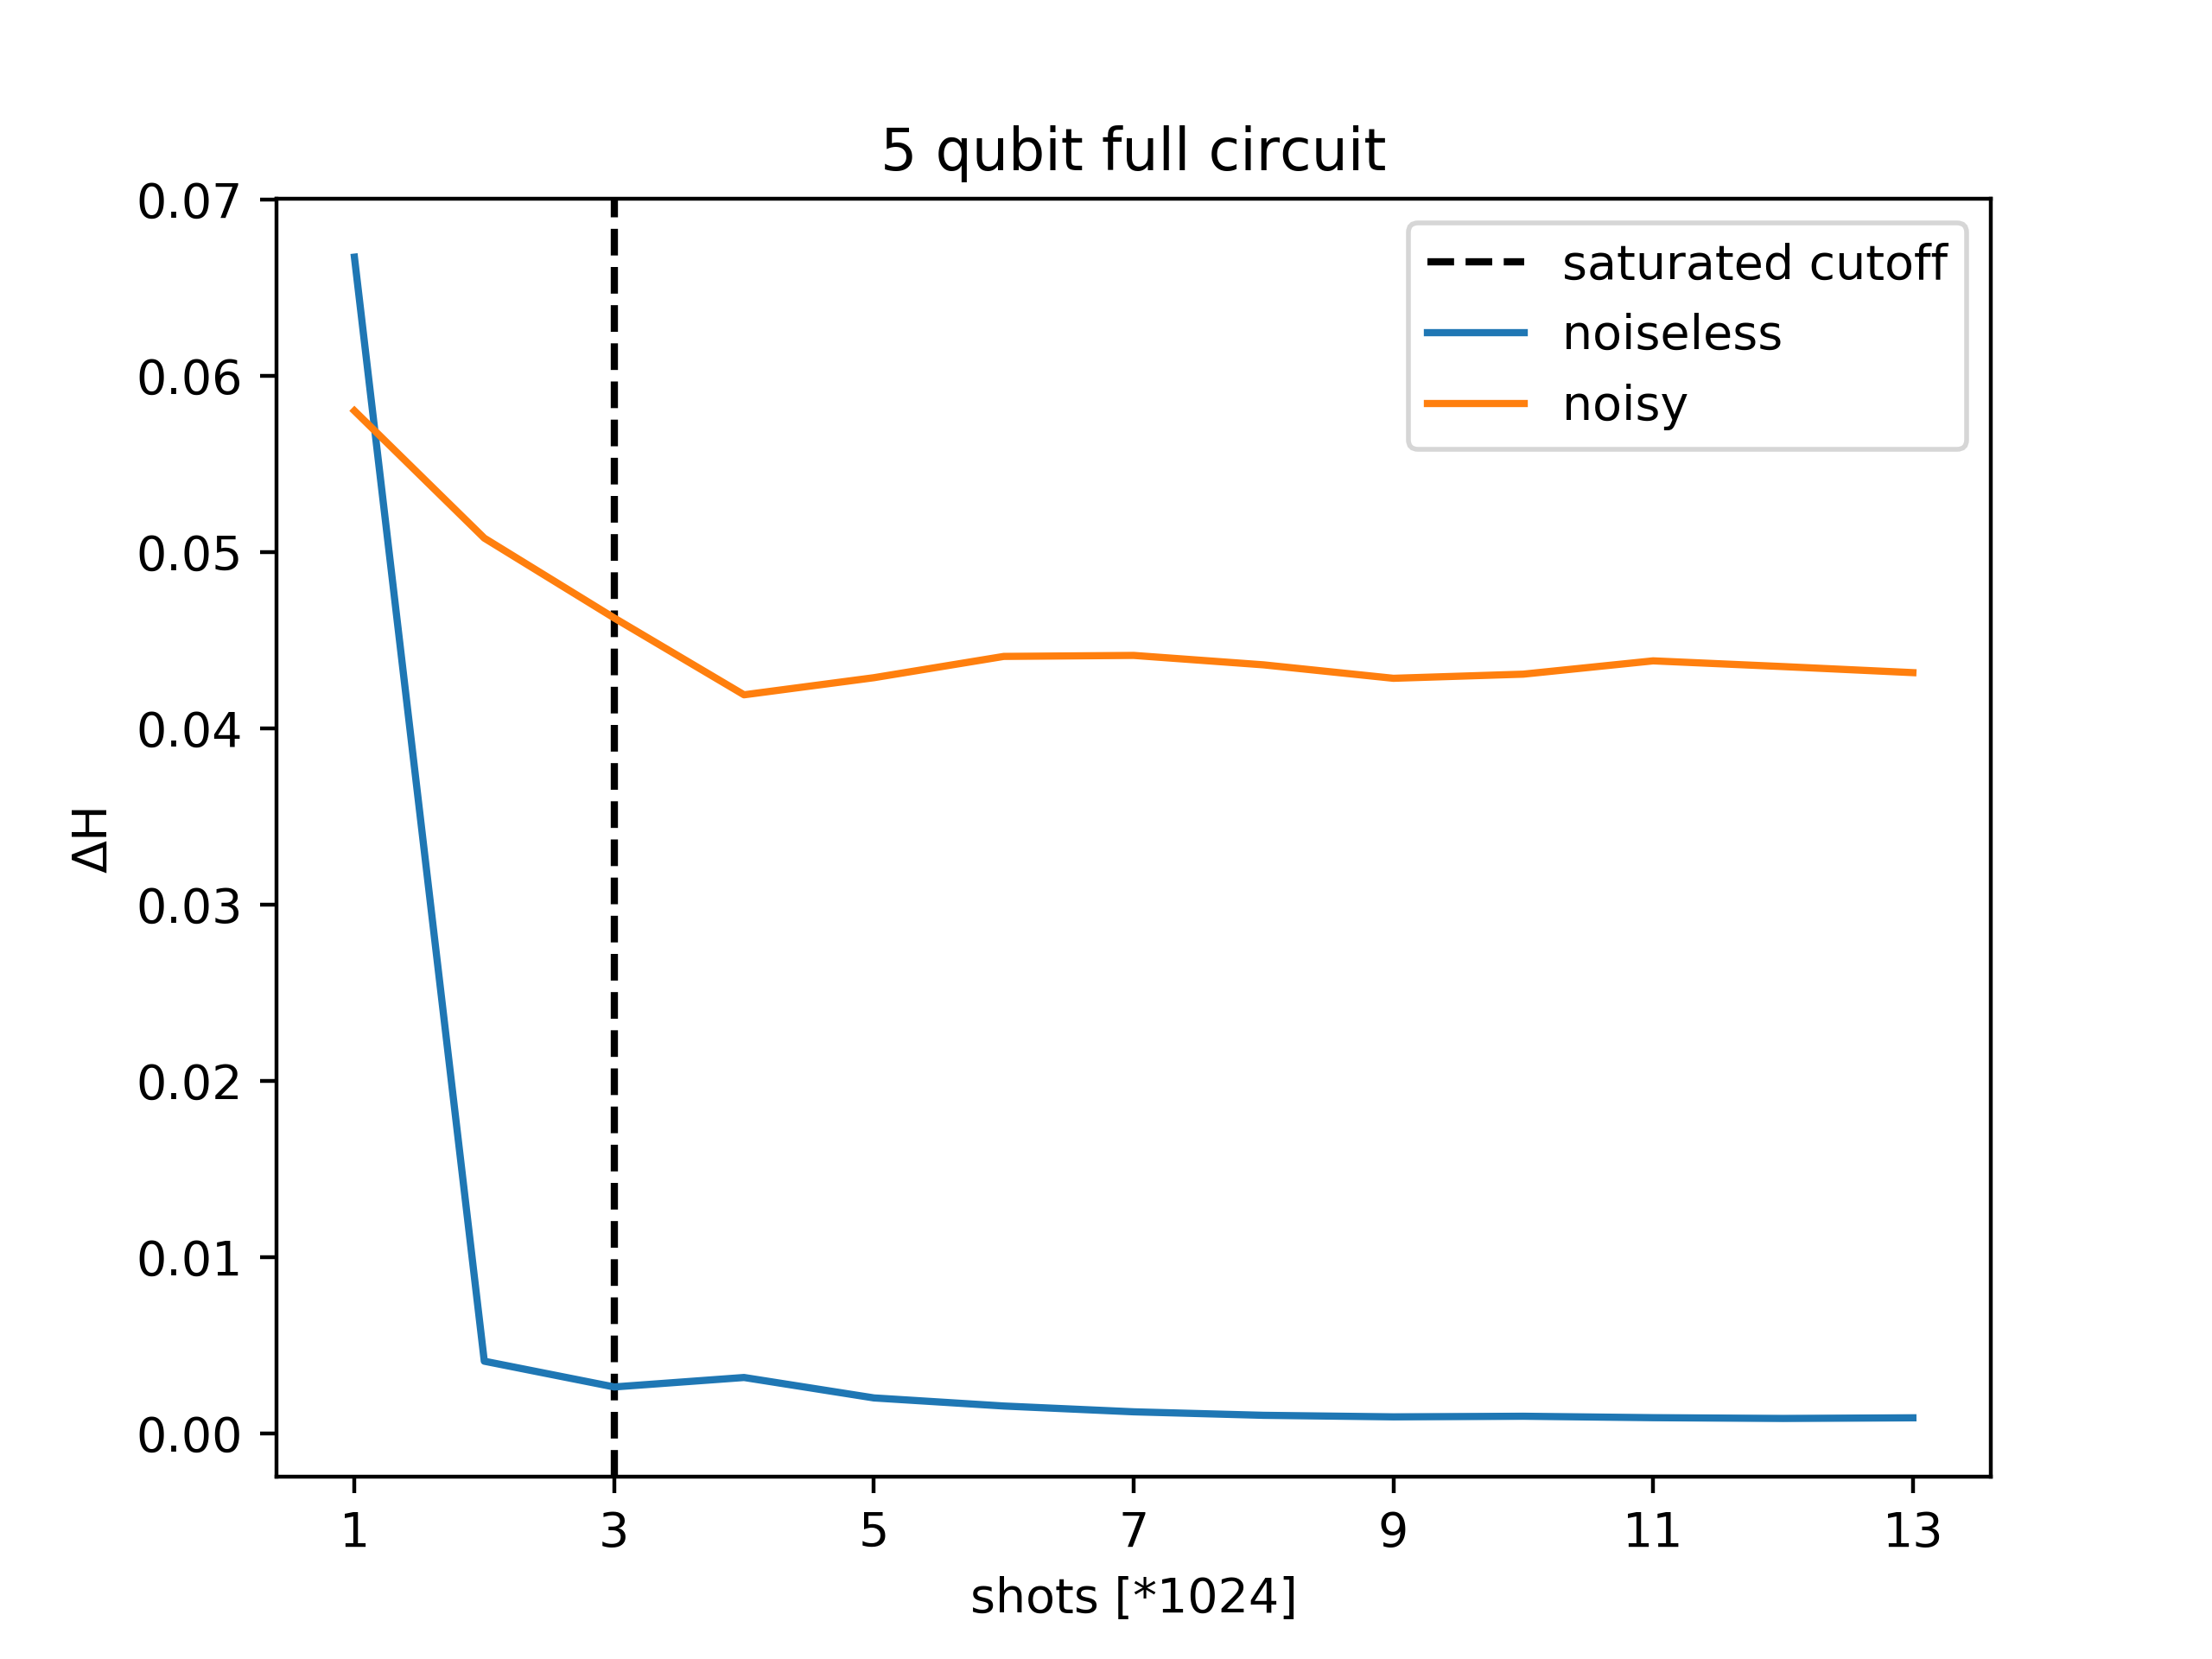 5 qubit full circuit
0.07
0.06
0.05
0.04
0.03
0.02
0.01
0.00
ΔH
saturated cutoff
noiseless
noisy
1 3 5 7 9 11 13
shots [*1024]